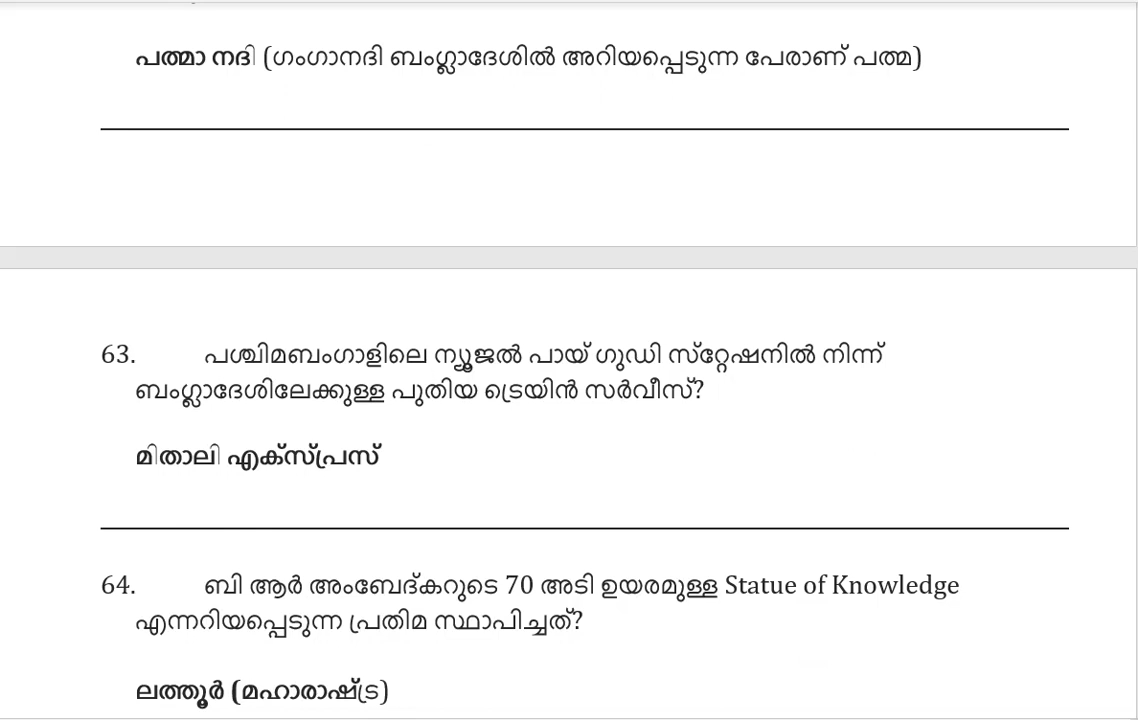 പത്മാ നദി (ഗംഗാനദി ബംഗ്ലാദേശിൽ അറിയപ്പെടുന്ന പേരാണ് പത്മ)
63. പശ്ചിമബംഗാളിലെ ന്യൂജൽ പായ് ഗുഡി സ്റ്റേഷനിൽ നിന്ന്
ബംഗ്ലാദേശിലേക്കുള്ള പുതിയ ട്രെയിൻ സർവീസ്?
മിതാലി എക്സ്പ്രസ്
64. ബി ആർ അംബേദ്കറുടെ 70 അടി ഉയരമുള്ള Statue of Knowledge
എന്നറിയപ്പെടുന്ന പ്രതിമ സ്ഥാപിച്ചത്?
ലത്തൂർ (മഹാരാഷ്ട്ര)